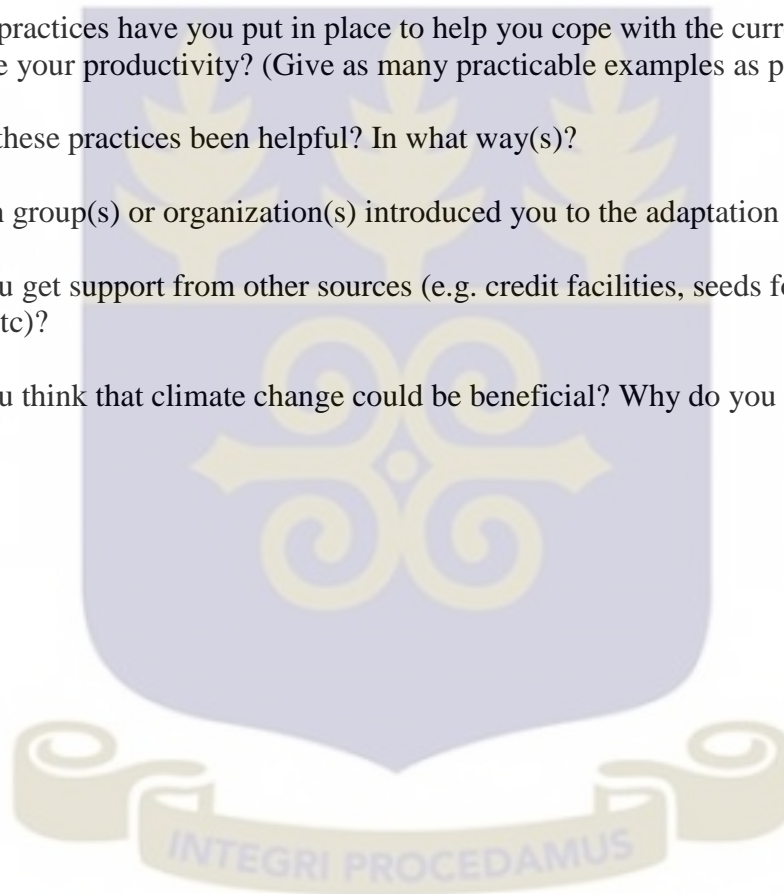 practices have you put in place to help you cope with the curr
e your productivity? (Give as many practicable examples as p
these practices been helpful? In what way(s)?
n group(s) or organization(s) introduced you to the adaptation
u get support from other sources (e.g. credit facilities, seeds fo
tc)?
u think that climate change could be beneficial? Why do you
INTEGRI PROCEDAMUS